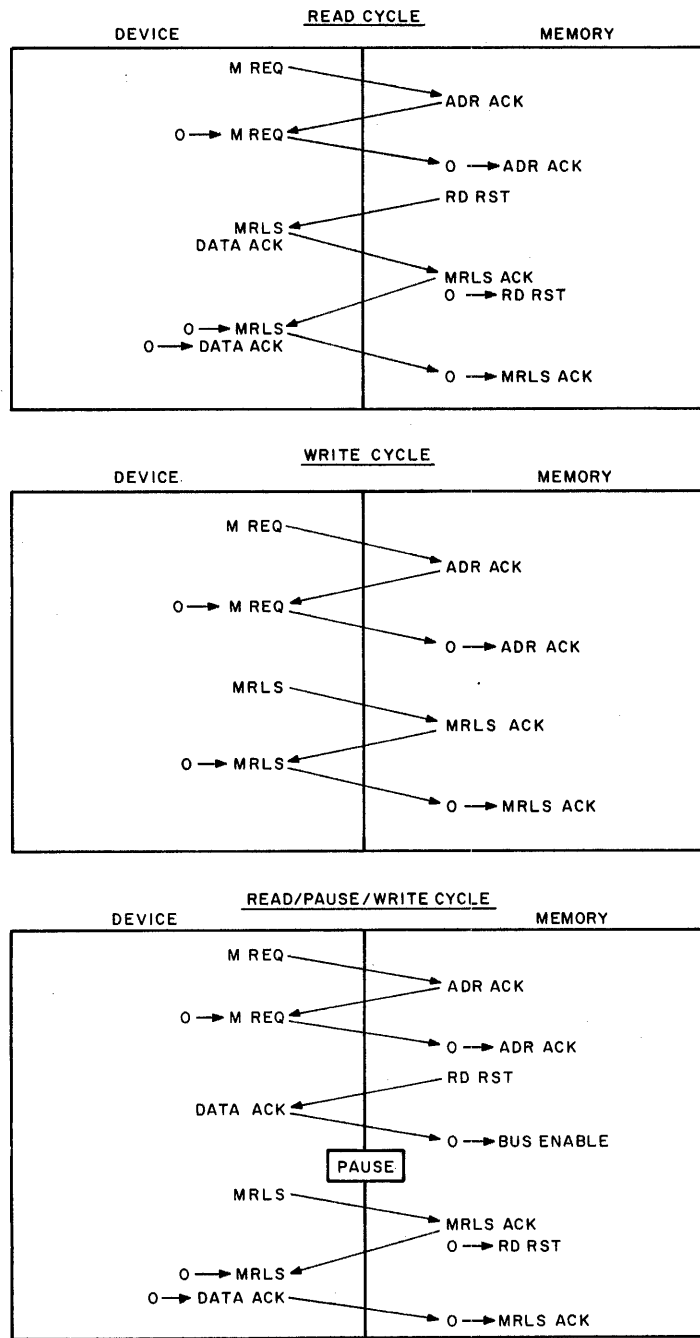 READ CYCLE
DEVICE MEMORY
M REQ
ADR ACK
0 → M REQ
0 → ADR ACK
RD RST
MRLS
DATA ACK
MRLS ACK
0 → RD RST
0 → MRLS
0 → DATA ACK
0 → MRLS ACK
WRITE CYCLE
DEVICE MEMORY
M REQ
ADR ACK
0 → M REQ
0 → ADR ACK
MRLS
MRLS ACK
0 → MRLS
0 → MRLS ACK
READ/PAUSE/WRITE CYCLE
DEVICE MEMORY
M REQ
ADR ACK
0 → M REQ
0 → ADR ACK
RD RST
DATA ACK
0 → BUS ENABLE
PAUSE
MRLS
MRLS ACK
0 → RD RST
0 → MRLS
0 → DATA ACK
0 → MRLS ACK